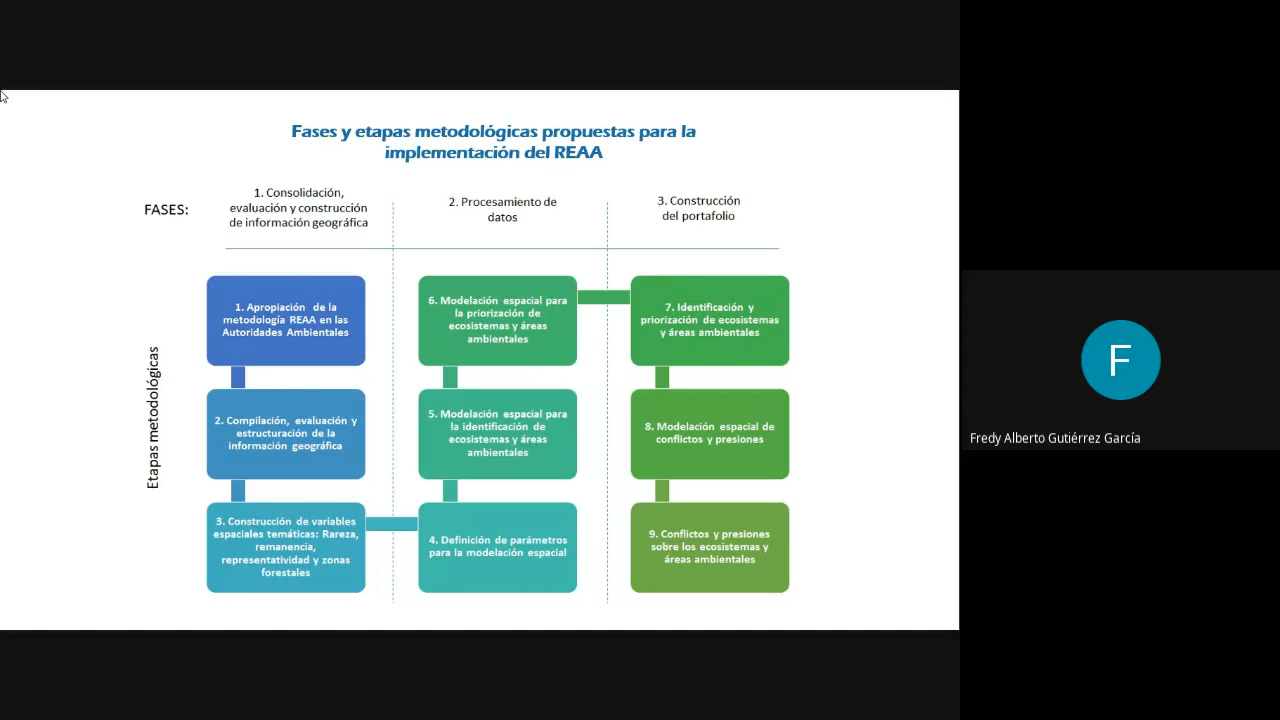 Fases y etapas metodológicas propuestas para la
implementación del REAA
FASES:
1. Consolidación,
evaluación y construcción
de información geográfica
2. Procesamiento de
datos
3. Construcción
del portafolio
Etapas metodológicas
1. Apropiación de la
metodología REAA en las
Autoridades Ambientales
2. Compilación, evaluación y
estructuración de la
información geográfica
3. Construcción de variables
espaciales temáticas: Rareza,
remanencia,
representatividad y zonas
forestales
4. Definición de parámetros
para la modelación espacial
5. Modelación espacial para
la identificación de
ecosistemas y áreas
ambientales
6. Modelación espacial para
la priorización de
ecosistemas y áreas
ambientales
7. Identificación y
priorización de ecosistemas
y áreas ambientales
8. Modelación espacial de
conflictos y presiones
9. Conflictos y presiones
sobre los ecosistemas y
áreas ambientales
F
Fredy Alberto Gutiérrez García